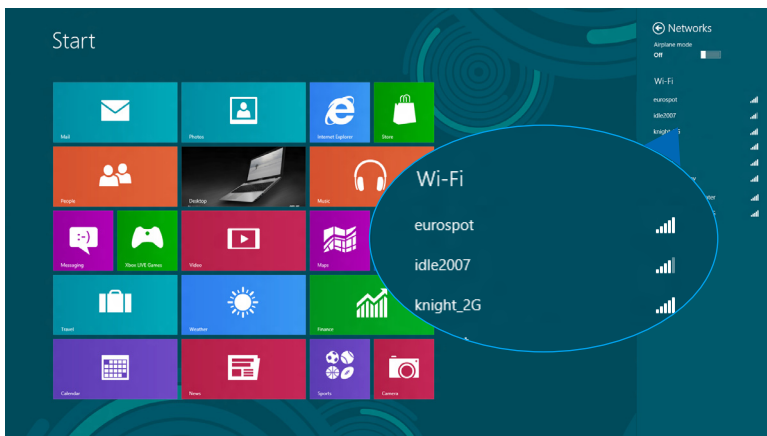 Start
Mail
Photos
Internet Explorer
Store
People
Desktop
Music
Messaging
Xbox LIVE Games
Video
Maps
Travel
Weather
Finance
Calendar
News
Sports
Camera
Networks
Airplane mode
Off
Wi-Fi
eurospot
idle2007
knight_2G
Wi-Fi
eurospot
idle2007
knight_2G